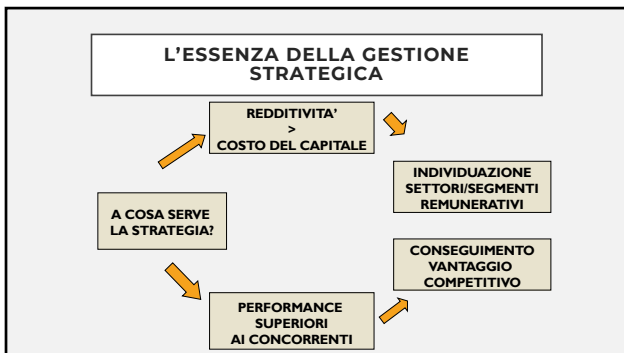 L’ESSENZA DELLA GESTIONE
STRATEGICA
REDDITIVITA’
>
COSTO DEL CAPITALE
INDIVIDUAZIONE
SETTORI/SEGMENTI
REMUNERATIVI
A COSA SERVE
LA STRATEGIA?
CONSEGUIMENTO
VANTAGGIO
COMPETITIVO
PERFORMANCE
SUPERIORI
AI CONCORRENTI